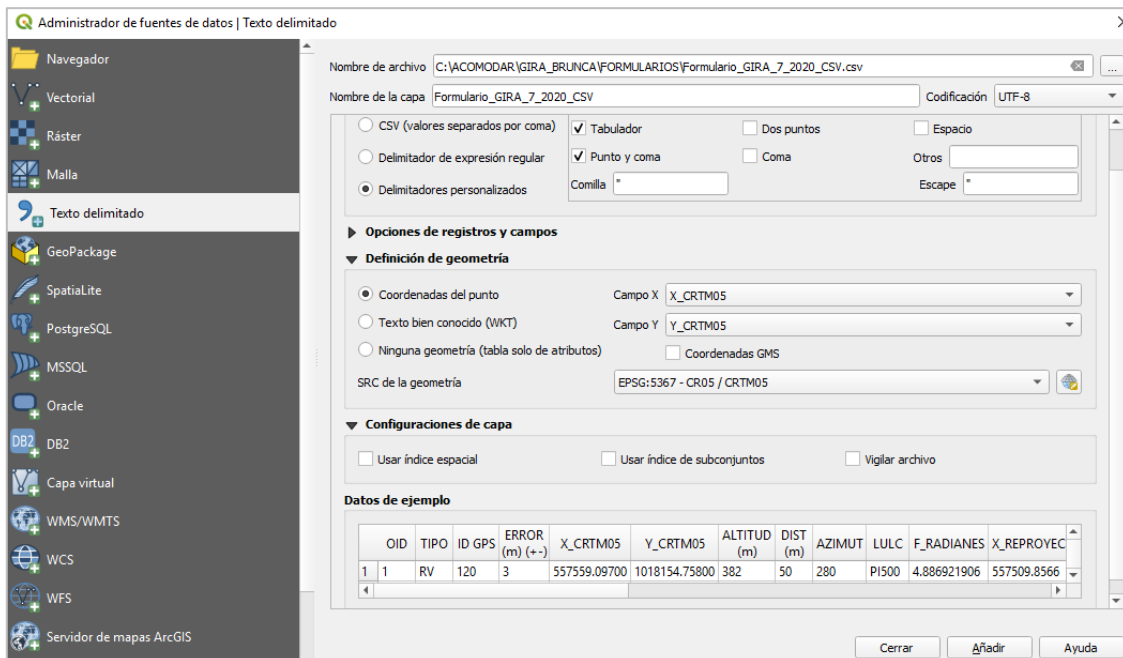 Administrador de fuentes de datos | Texto delimitado
Navegador
Vectorial
Ráster
Malla
Texto delimitado
GeoPackage
SpatiaLite
PostgreSQL
MSSQL
Oracle
DB2 DB2
Capa virtual
WMS/WMTS
WCS
WFS
Servidor de mapas ArcGIS
Nombre de archivo C:\ACOMODAR\GIRA_BRUNCA\FORMULARIOS\Formulario_GIRA_7_2020_CSV.csv ...
Nombre de la capa Formulario_GIRA_7_2020_CSV Codificación UTF-8
CSV (valores separados por coma) Tabulador Dos puntos Espacio
Delimitador de expresión regular Punto y coma Coma Otros
Delimitadores personalizados Comilla " Escape "
Opciones de registros y campos
Definición de geometría
Coordenadas del punto Campo X X_CRTM05
Texto bien conocido (WKT) Campo Y Y_CRTM05
Ninguna geometría (tabla solo de atributos) Coordenadas GMS
SRC de la geometría EPSG:5367 - CR05 / CRTM05
Configuraciones de capa
Usar índice espacial Usar índice de subconjuntos Vigilar archivo
Datos de ejemplo
OID TIPO ID GPS ERROR (m) (+-) X_CRTM05 Y_CRTM05 ALTITUD (m) DIST (m) AZIMUT LULC F_RADIANES X_REPROYEC
1 1 RV 120 3 557559.09700 1018154.75800 382 50 280 PI500 4.886921906 557509.8566
Cerrar Añadir Ayuda